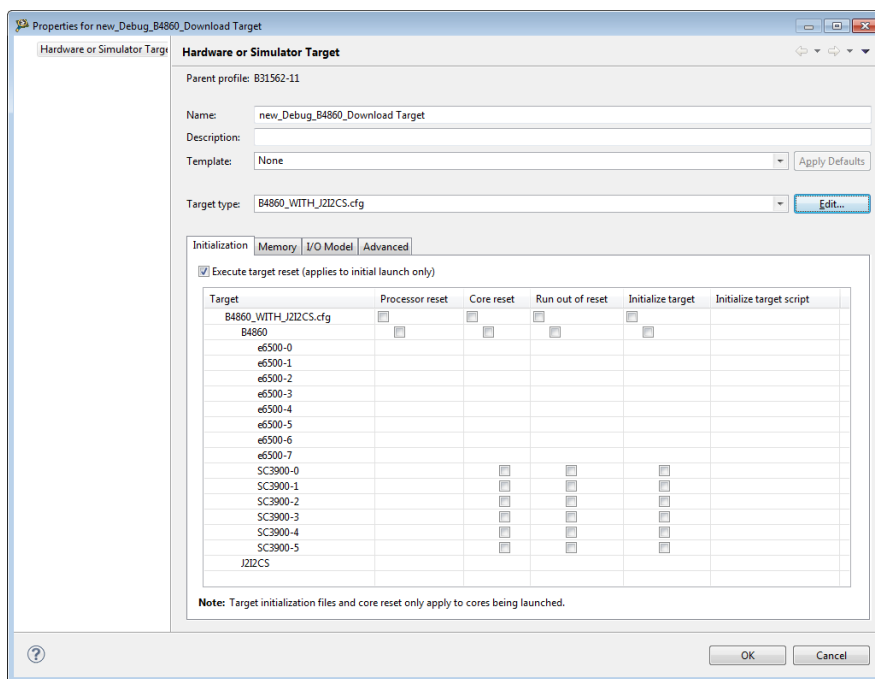 Properties for new_Debug_B4860_Download Target
Hardware or Simulator Targe
Hardware or Simulator Target
Parent profile: B31562-11
Name: new_Debug_B4860_Download Target
Description:
Template: None Apply Defaults
Target type: B4860_WITH_J2I2CS.cfg Edit...
Initialization Memory I/O Model Advanced
Execute target reset (applies to initial launch only)
Target Processor reset Core reset Run out of reset Initialize target Initialize target script
B4860_WITH_J2I2CS.cfg
B4860
e6500-0
e6500-1
e6500-2
e6500-3
e6500-4
e6500-5
e6500-6
e6500-7
SC3900-0
SC3900-1
SC3900-2
SC3900-3
SC3900-4
SC3900-5
J2I2CS
Note: Target initialization files and core reset only apply to cores being launched.
? OK Cancel